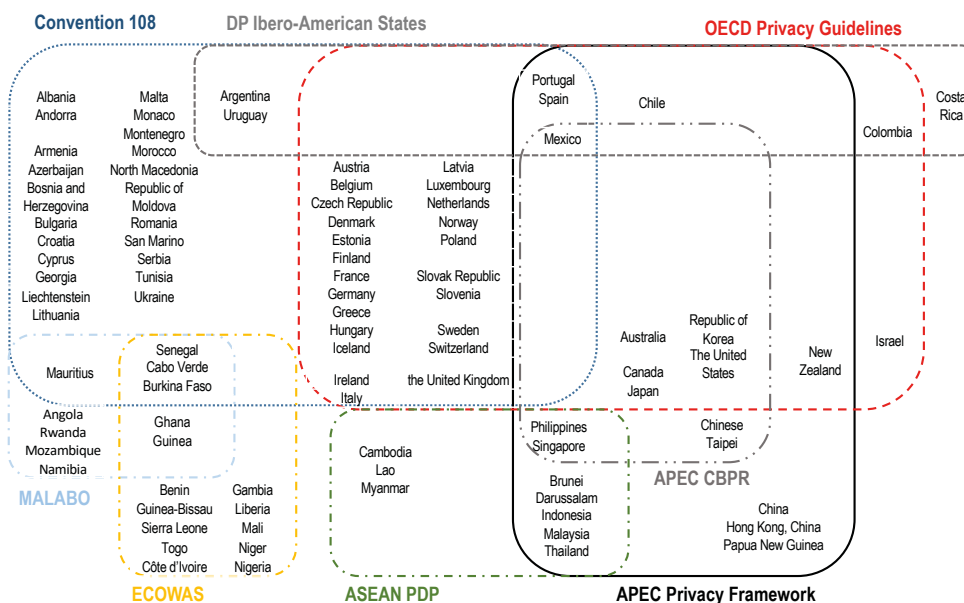 Convention 108
DP Ibero-American States
OECD Privacy Guidelines
Albania
Andorra
Armenia
Azerbaijan
Bosnia and
Herzegovina
Bulgaria
Croatia
Cyprus
Georgia
Liechtenstein
Lithuania
Malta
Monaco
Montenegro
Morocco
North Macedonia
Republic of
Moldova
Romania
San Marino
Serbia
Tunisia
Ukraine
Argentina
Uruguay
Portugal
Spain
Mexico
Chile
Colombia
Costa
Rica
Austria
Belgium
Czech Republic
Denmark
Estonia
Finland
France
Germany
Greece
Hungary
Iceland
Ireland
Italy
Latvia
Luxembourg
Netherlands
Norway
Poland
Slovak Republic
Slovenia
Sweden
Switzerland
the United Kingdom
Australia
Canada
Japan
Republic of
Korea
The United
States
New
Zealand
Israel
Mauritius
Senegal
Cabo Verde
Burkina Faso
Angola
Rwanda
Mozambique
Namibia
Ghana
Guinea
MALABO
Benin
Guinea-Bissau
Sierra Leone
Togo
Côte d'Ivoire
Gambia
Liberia
Mali
Niger
Nigeria
ECOWAS
Cambodia
Lao
Myanmar
Philippines
Singapore
Chinese
Taipei
APEC CBPR
Brunei
Darussalam
Indonesia
Malaysia
Thailand
China
Hong Kong, China
Papua New Guinea
ASEAN PDP
APEC Privacy Framework